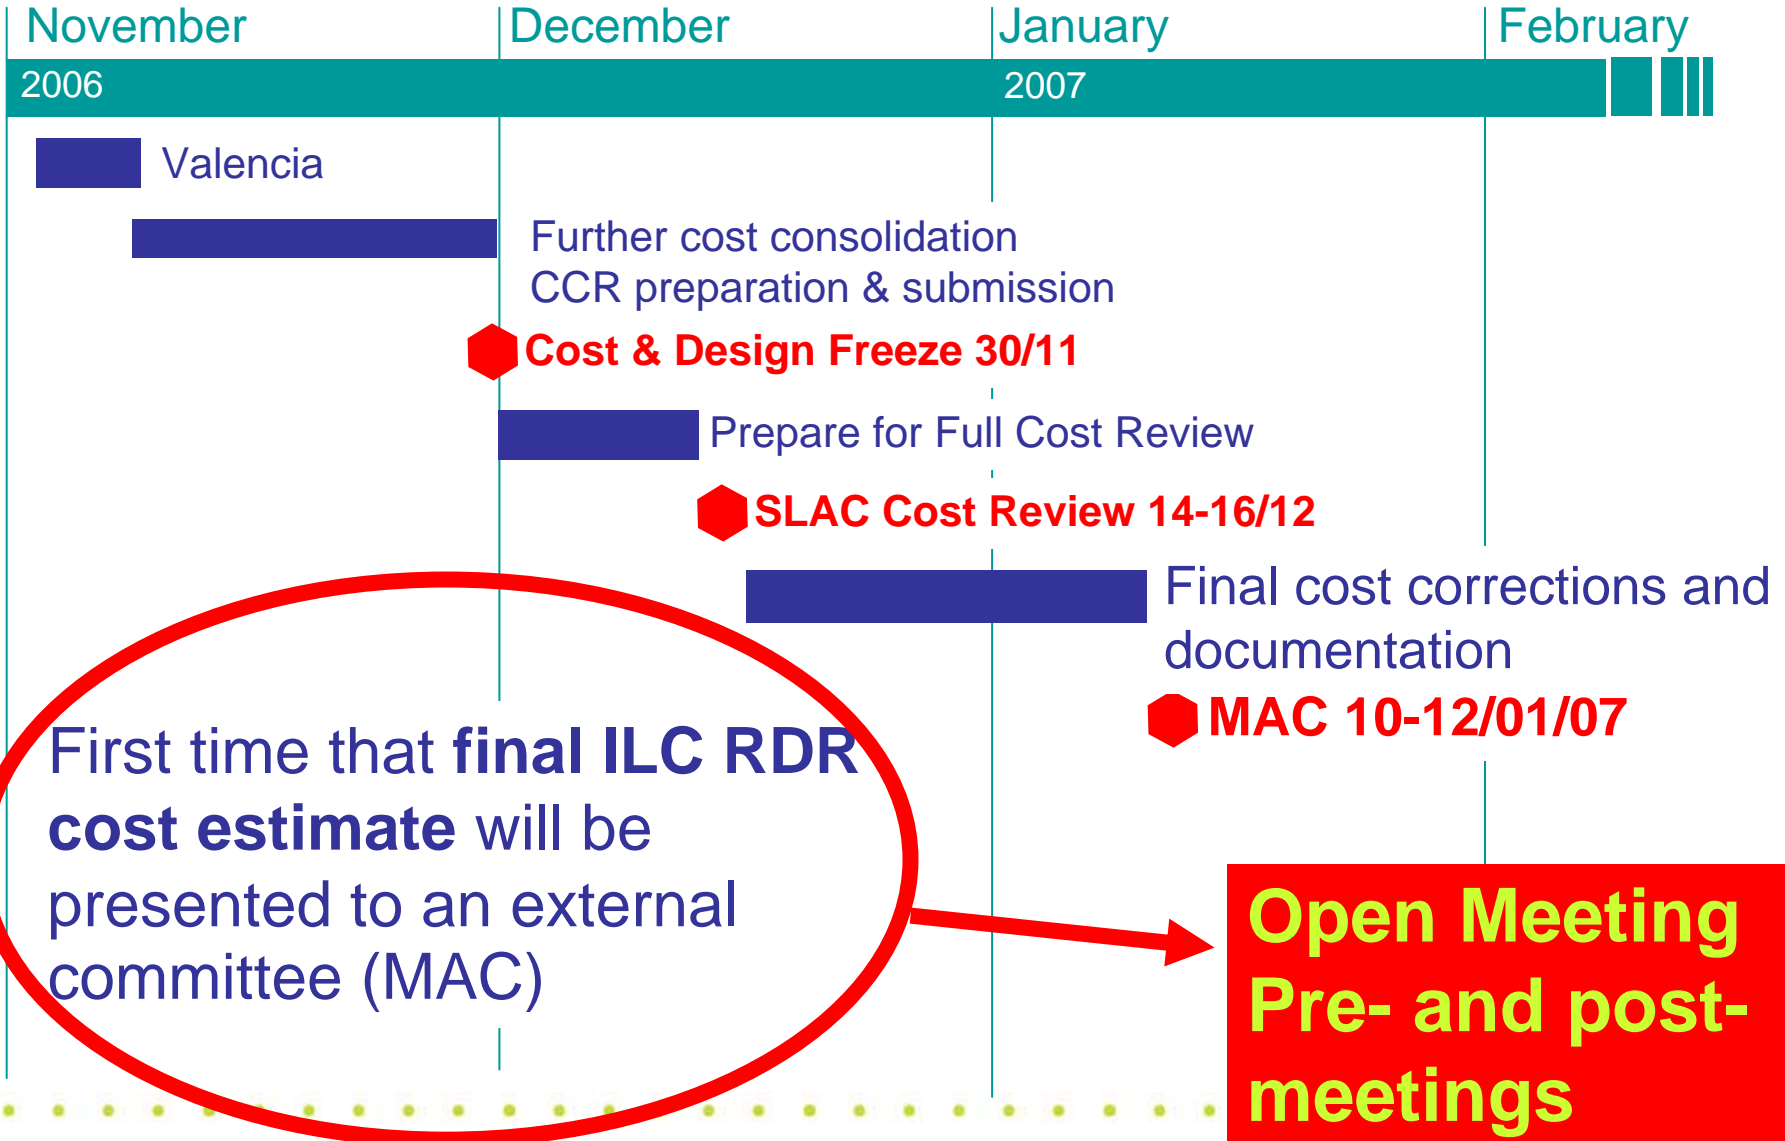 November December January February
2006 2007
Valencia
Further cost consolidation
CCR preparation & submission
Cost & Design Freeze 30/11
Prepare for Full Cost Review
SLAC Cost Review 14-16/12
Final cost corrections and
documentation
MAC 10-12/01/07
First time that final ILC RDR
cost estimate will be
presented to an external
committee (MAC)
Open Meeting
Pre- and post-
meetings